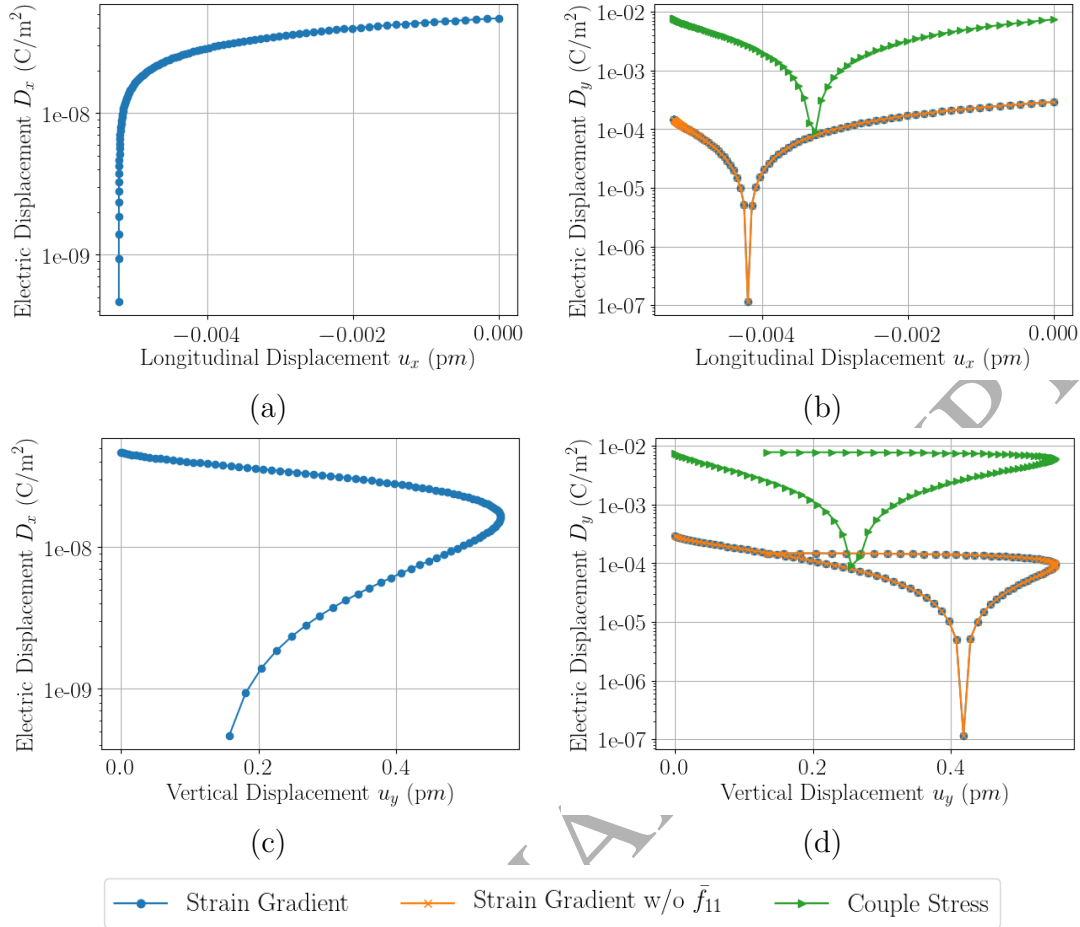 Electric Displacement Dx (C/m²)
1e-08
1e-09
−0.004
−0.002
0.000
Longitudinal Displacement ux (pm)
(a)
Electric Displacement Dy (C/m²)
1e-02
1e-03
1e-04
1e-05
1e-06
1e-07
−0.004
−0.002
0.000
Longitudinal Displacement ux (pm)
(b)
Electric Displacement Dx (C/m²)
1e-08
1e-09
0.0
0.2
0.4
Vertical Displacement uy (pm)
(c)
Electric Displacement Dy (C/m²)
1e-02
1e-03
1e-04
1e-05
1e-06
1e-07
0.0
0.2
0.4
Vertical Displacement uy (pm)
(d)
Strain Gradient
Strain Gradient w/o f̄11
Couple Stress